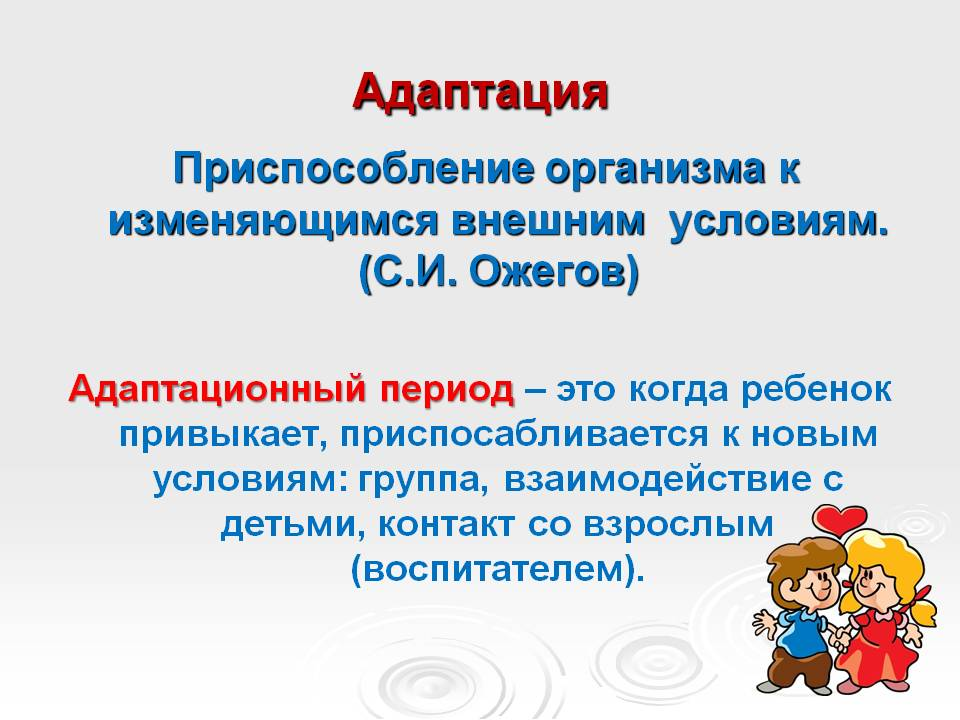 Адаптация
Приспособление организма к
изменяющимся внешним  условиям.
(С.И. Ожегов)
Адаптационный период – это когда ребенок
привыкает, приспосабливается к новым
условиям: группа, взаимодействие с
детьми, контакт со взрослым
(воспитателем).